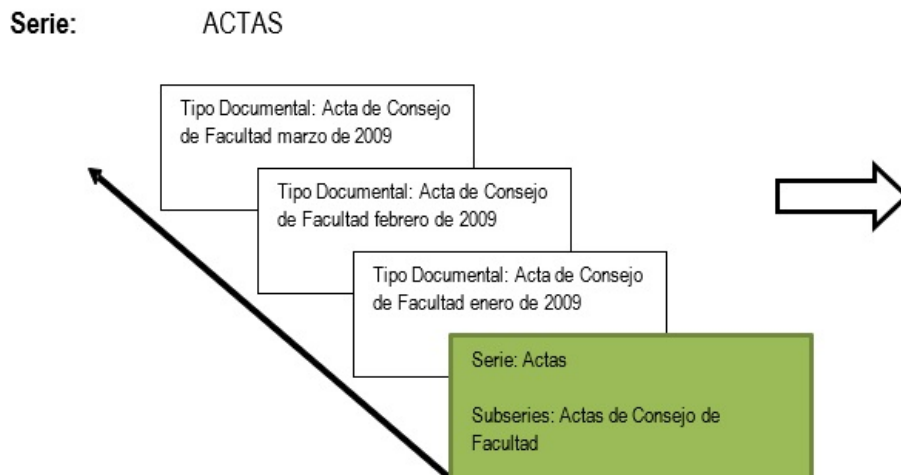 Serie: ACTAS
Tipo Documental: Acta de Consejo
de Facultad marzo de 2009
Tipo Documental: Acta de Consejo
de Facultad febrero de 2009
Tipo Documental: Acta de Consejo
de Facultad enero de 2009
Serie: Actas
Subseries: Actas de Consejo de
Facultad